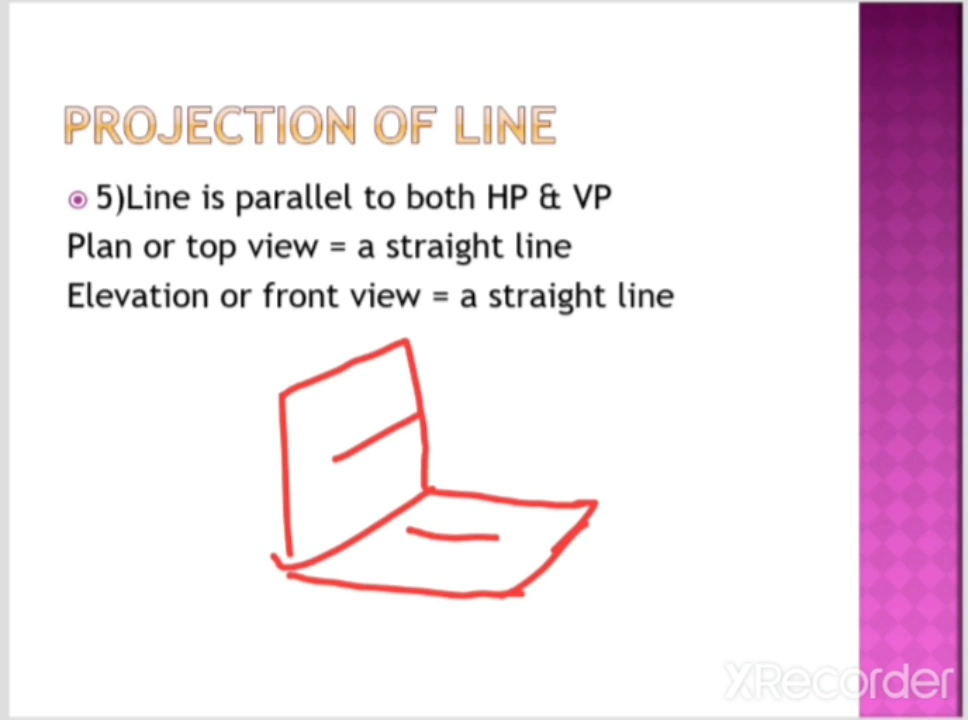 PROJECTION OF LINE
5)Line is parallel to both HP & VP
Plan or top view = a straight line
Elevation or front view = a straight line
XRecorder